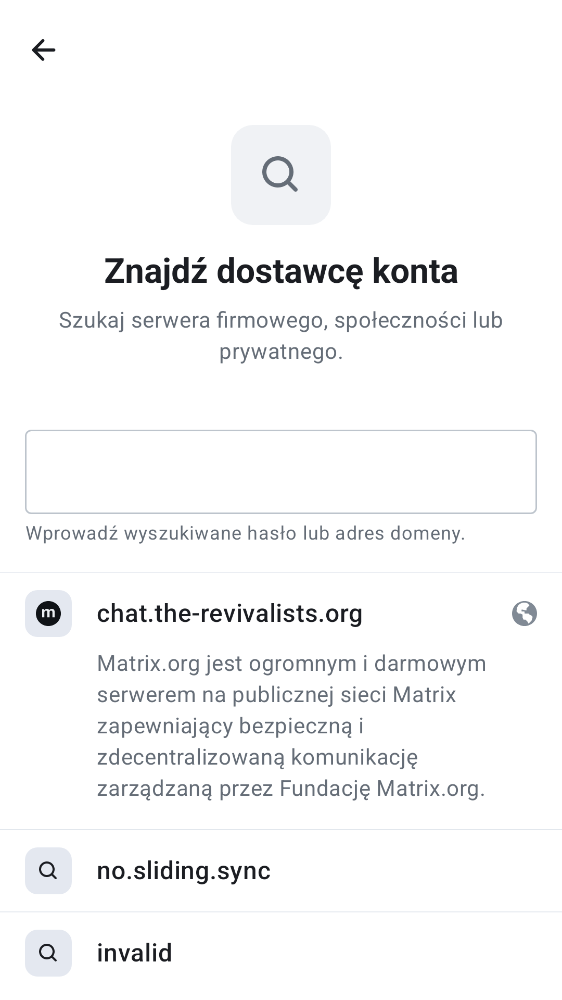 Znajdź dostawcę konta
Szukaj serwera firmowego, społeczności lub
prywatnego.
Wprowadź wyszukiwane hasło lub adres domeny.
m
chat.the-revivalists.org
Matrix.org jest ogromnym i darmowym
serwerem na publicznej sieci Matrix
zapewniający bezpieczną i
zdecentralizowaną komunikację
zarządzaną przez Fundację Matrix.org.
no.sliding.sync
invalid